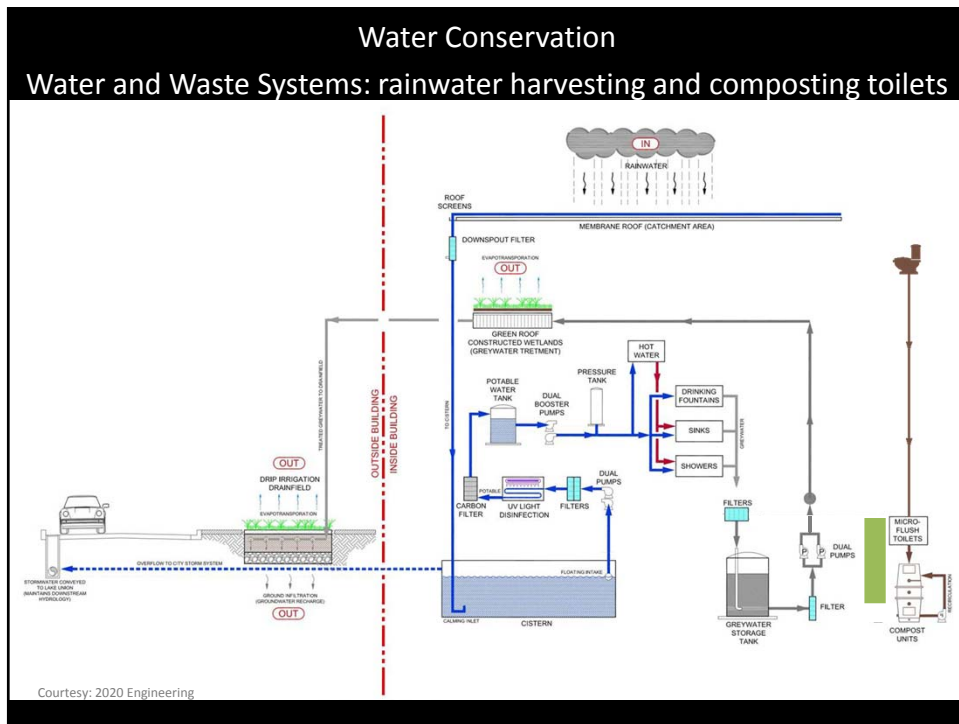 Water Conservation
Water and Waste Systems: rainwater harvesting and composting toilets
IN
RAINWATER
ROOF
SCREENS
MEMBRANE ROOF (CATCHMENT AREA)
DOWNSPOUT FILTER
EVAPOTRANSPORATION
OUT
GREEN ROOF
CONSTRUCTED WETLANDS
(GREYWATER TRETMENT)
HOT
WATER
PRESSURE
TANK
POTABLE
WATER
TANK
DUAL
BOOSTER
PUMPS
DRINKING
FOUNTAINS
SINKS
SHOWERS
GREYWATER
TREATED GREYWATER TO DRAINFIELD
OUTSIDE BUILDING
INSIDE BUILDING
TO CISTERN
OUT
DRIP IRRIGATION
DRAINFIELD
EVAPOTRANSPORATION
CARBON
FILTER
POTABLE
UV LIGHT
DISINFECTION
FILTERS
DUAL
PUMPS
FILTERS
P
P
DUAL
PUMPS
MICRO-
FLUSH
TOILETS
OVERFLOW TO CITY STORM SYSTEM
FLOATING INTAKE
STORMWATER CONVEYED
TO LAKE UNION
(MAINTAINS DOWNSTREAM
HYDROLOGY)
GROUND INFILTRATION
(GROUNDWATER RECHARGE)
OUT
CALMING INLET
CISTERN
GREYWATER
STORAGE
TANK
FILTER
RECIRCULATION
COMPOST
UNITS
Courtesy: 2020 Engineering